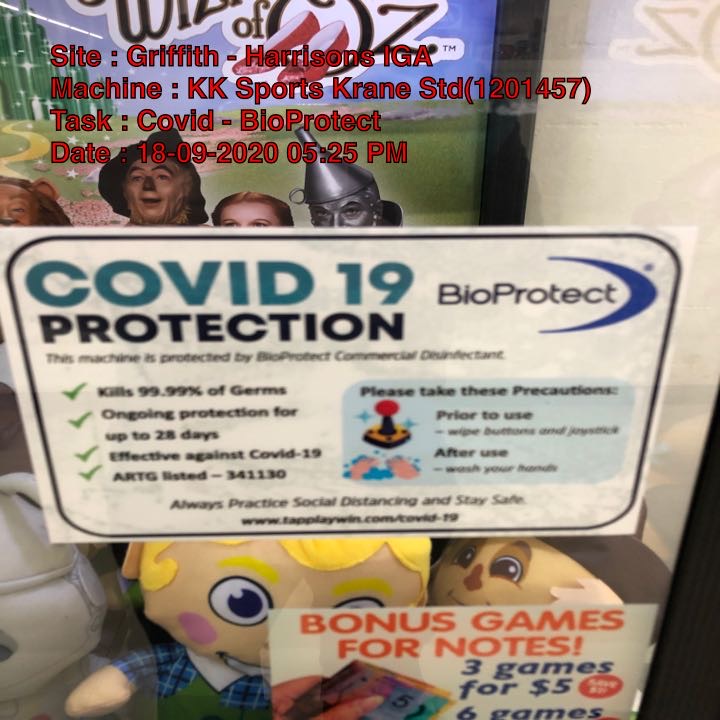 WIZARD
of OZ ™
Site : Griffith - Harrisons IGA
Machine : KK Sports Krane Std(1201457)
Task : Covid - BioProtect
Date : 18-09-2020 05:25 PM
COVID 19
PROTECTION
BioProtect
This machine is protected by BioProtect Commercial Disinfectant.
Kills 99.99% of Germs
Ongoing protection for
up to 28 days
Effective against Covid-19
ARTG listed – 341130
Please take these Precautions:
Prior to use
– wipe buttons and joystick
After use
– wash your hands
Always Practice Social Distancing and Stay Safe.
www.tapplaywin.com/covid-19
BONUS GAMES
FOR NOTES!
3 games
for $5
6 games